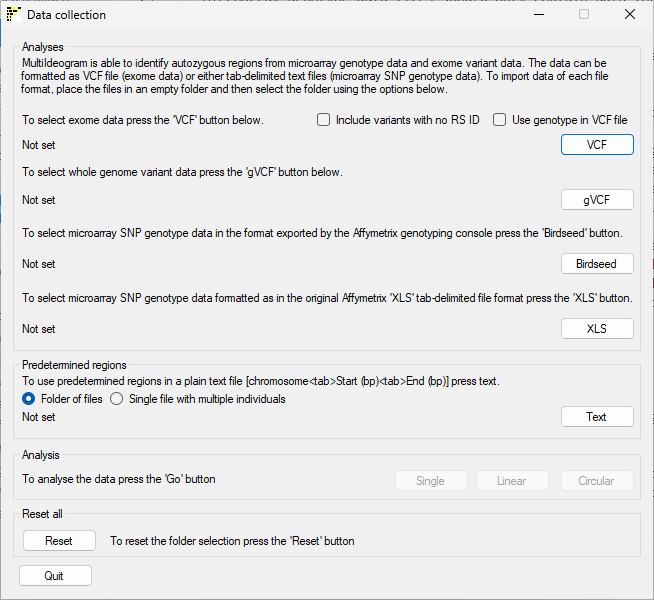 Data collection
Analyses
MultiIdeogram is able to identify autozygous regions from microarray genotype data and exome variant data. The data can be
formatted as VCF file (exome data) or either tab-delimited text files (microarray SNP genotype data). To import data of each file
format, place the files in an empty folder and then select the folder using the options below.
To select exome data press the 'VCF' button below.
Include variants with no RS ID
Use genotype in VCF file
Not set
VCF
To select whole genome variant data press the 'gVCF' button below.
Not set
gVCF
To select microarray SNP genotype data in the format exported by the Affymetrix genotyping console press the 'Birdseed' button.
Not set
Birdseed
To select microarray SNP genotype data formatted as in the original Affymetrix 'XLS' tab-delimited file format press the 'XLS' button.
Not set
XLS
Predetermined regions
To use predetermined regions in a plain text file [chromosome<tab>Start (bp)<tab>End (bp)] press text.
Folder of files
Single file with multiple individuals
Not set
Text
Analysis
To analyse the data press the 'Go' button
Single
Linear
Circular
Reset all
Reset
To reset the folder selection press the 'Reset' button
Quit